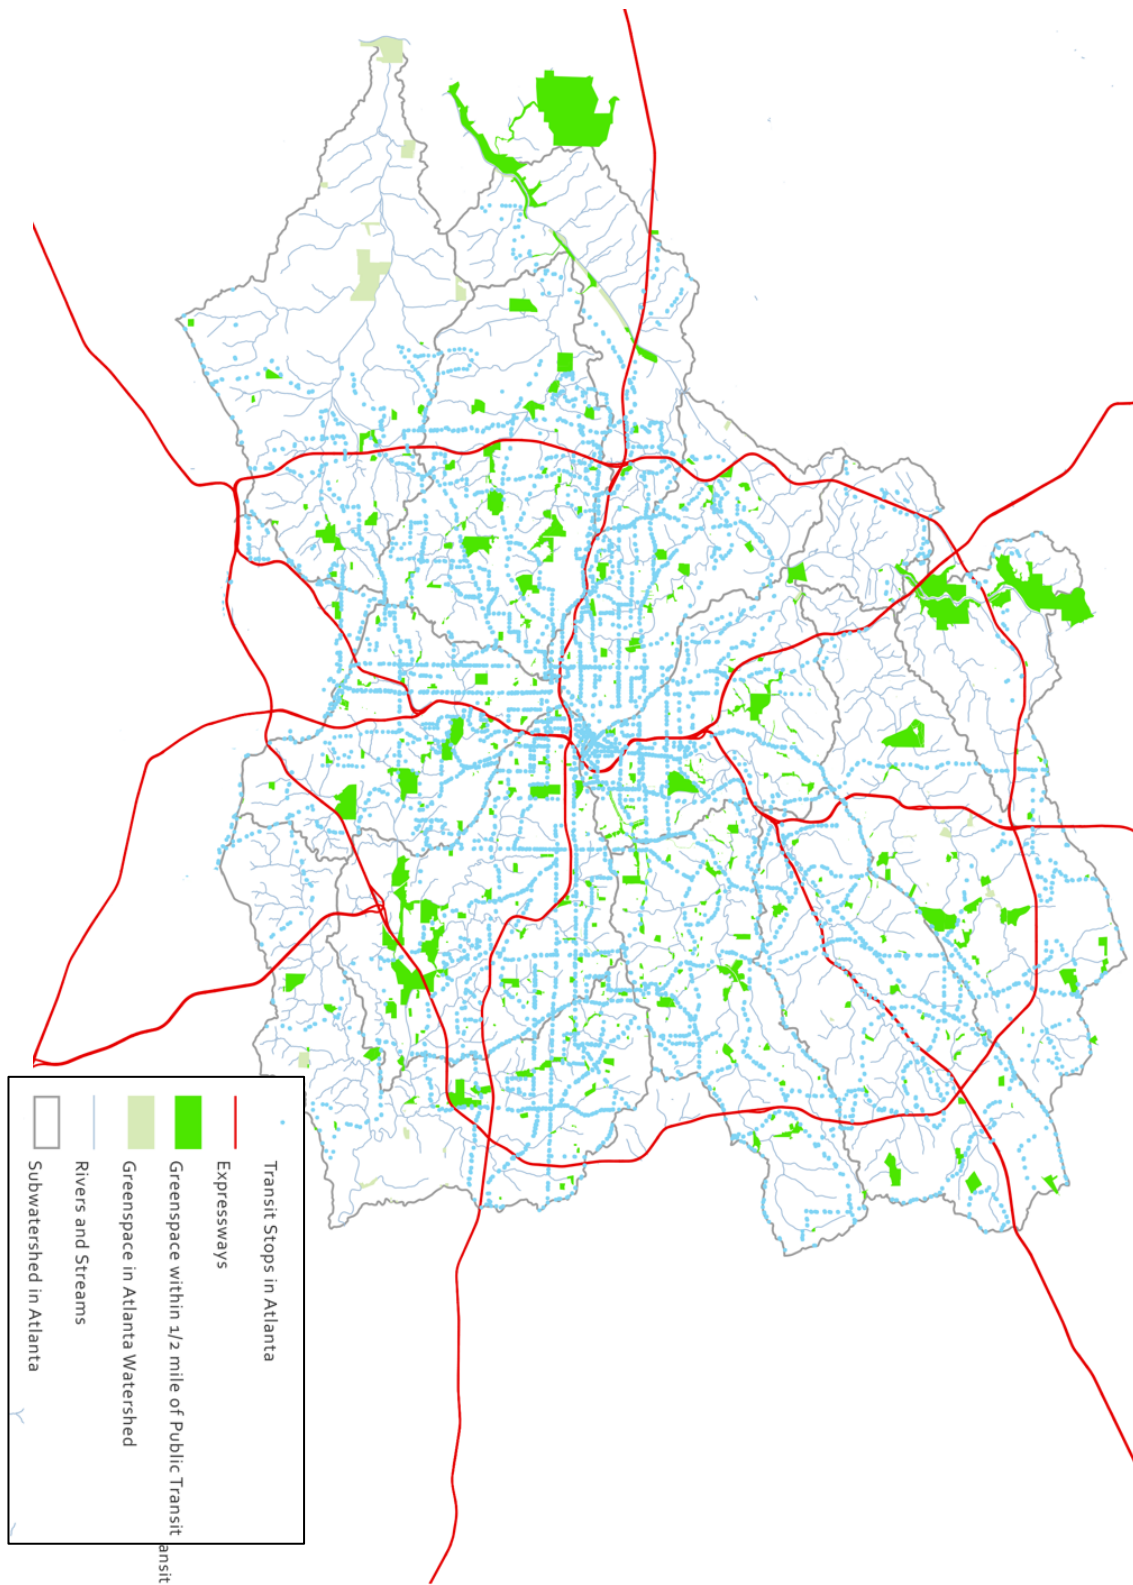 Transit Stops in Atlanta
Expressways
Greenspace within 1/2 mile of Public Transit
ansit
Greenspace in Atlanta Watershed
Rivers and Streams
Subwatershed in Atlanta